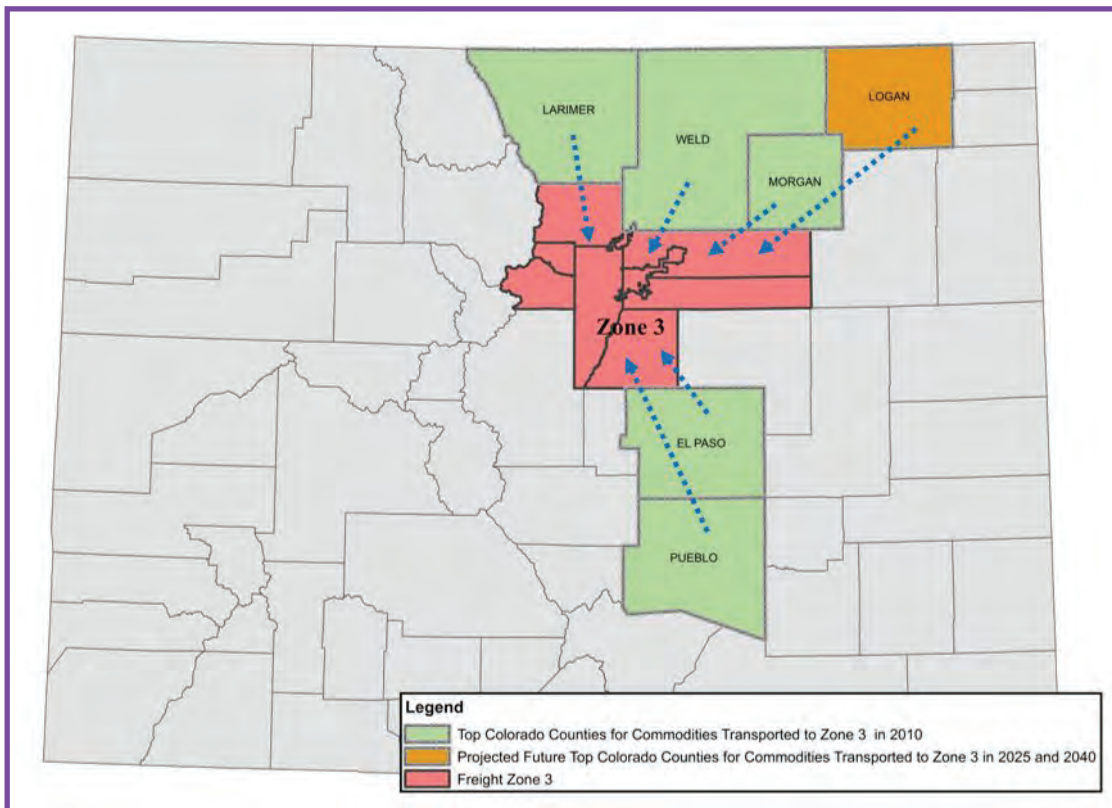 LOGAN
LARIMER
WELD
MORGAN
Zone 3
EL PASO
PUEBLO
Legend
Top Colorado Counties for Commodities Transported to Zone 3 in 2010
Projected Future Top Colorado Counties for Commodities Transported to Zone 3 in 2025 and 2040
Freight Zone 3